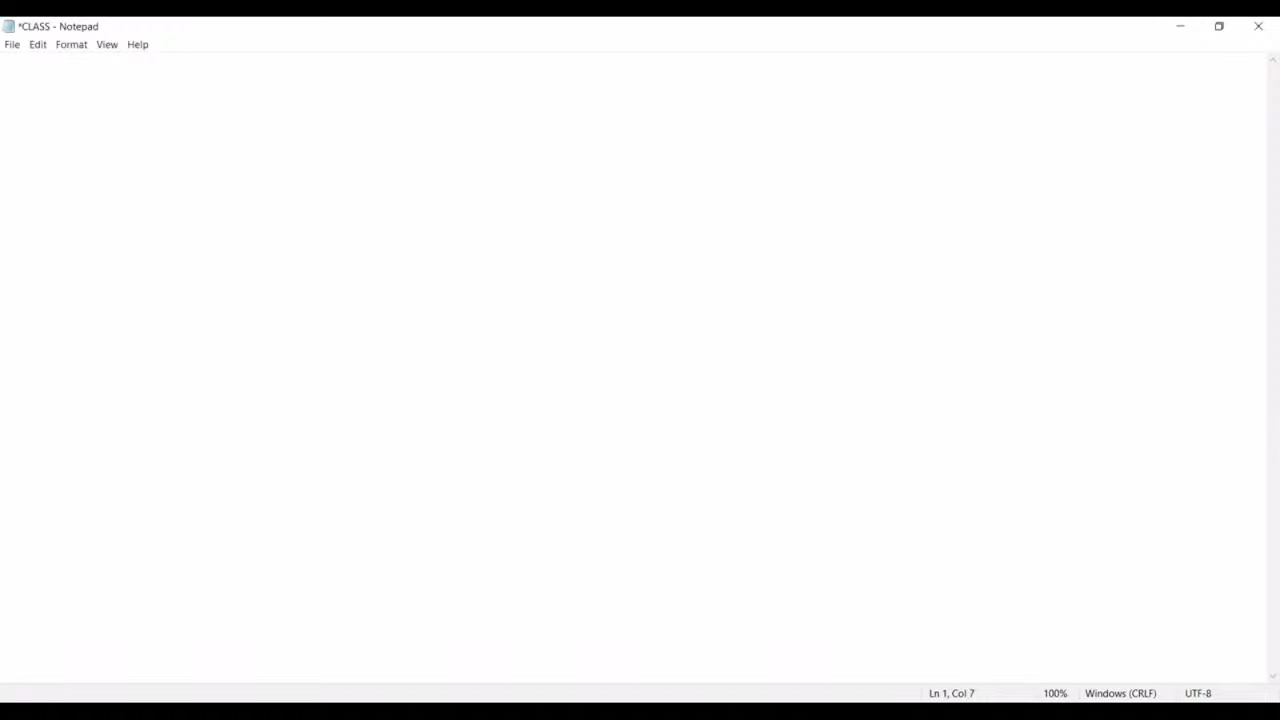 *CLASS - Notepad
File Edit Format View Help
Ln 1, Col 7 100% Windows (CRLF) UTF-8